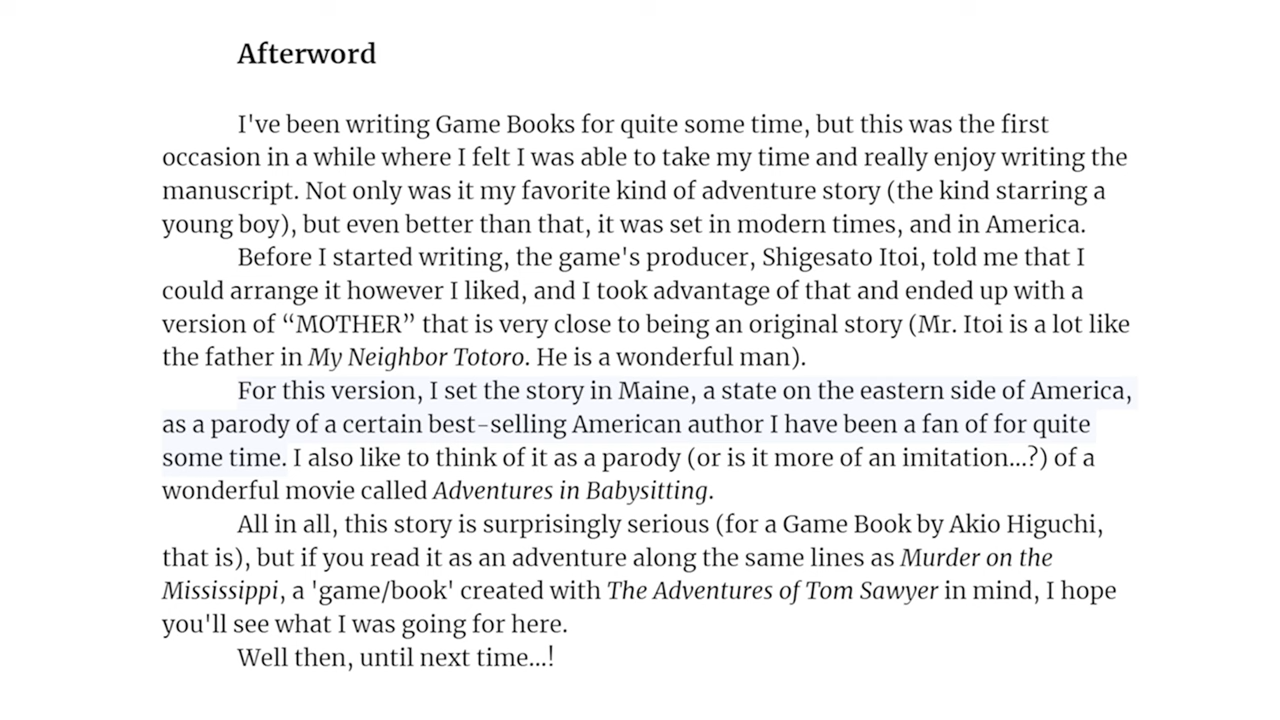 Afterword
I've been writing Game Books for quite some time, but this was the first
occasion in a while where I felt I was able to take my time and really enjoy writing the
manuscript. Not only was it my favorite kind of adventure story (the kind starring a
young boy), but even better than that, it was set in modern times, and in America.
Before I started writing, the game's producer, Shigesato Itoi, told me that I
could arrange it however I liked, and I took advantage of that and ended up with a
version of “MOTHER” that is very close to being an original story (Mr. Itoi is a lot like
the father in My Neighbor Totoro. He is a wonderful man).
For this version, I set the story in Maine, a state on the eastern side of America,
as a parody of a certain best-selling American author I have been a fan of for quite
some time. I also like to think of it as a parody (or is it more of an imitation...?) of a
wonderful movie called Adventures in Babysitting.
All in all, this story is surprisingly serious (for a Game Book by Akio Higuchi,
that is), but if you read it as an adventure along the same lines as Murder on the
Mississippi, a 'game/book' created with The Adventures of Tom Sawyer in mind, I hope
you'll see what I was going for here.
Well then, until next time...!